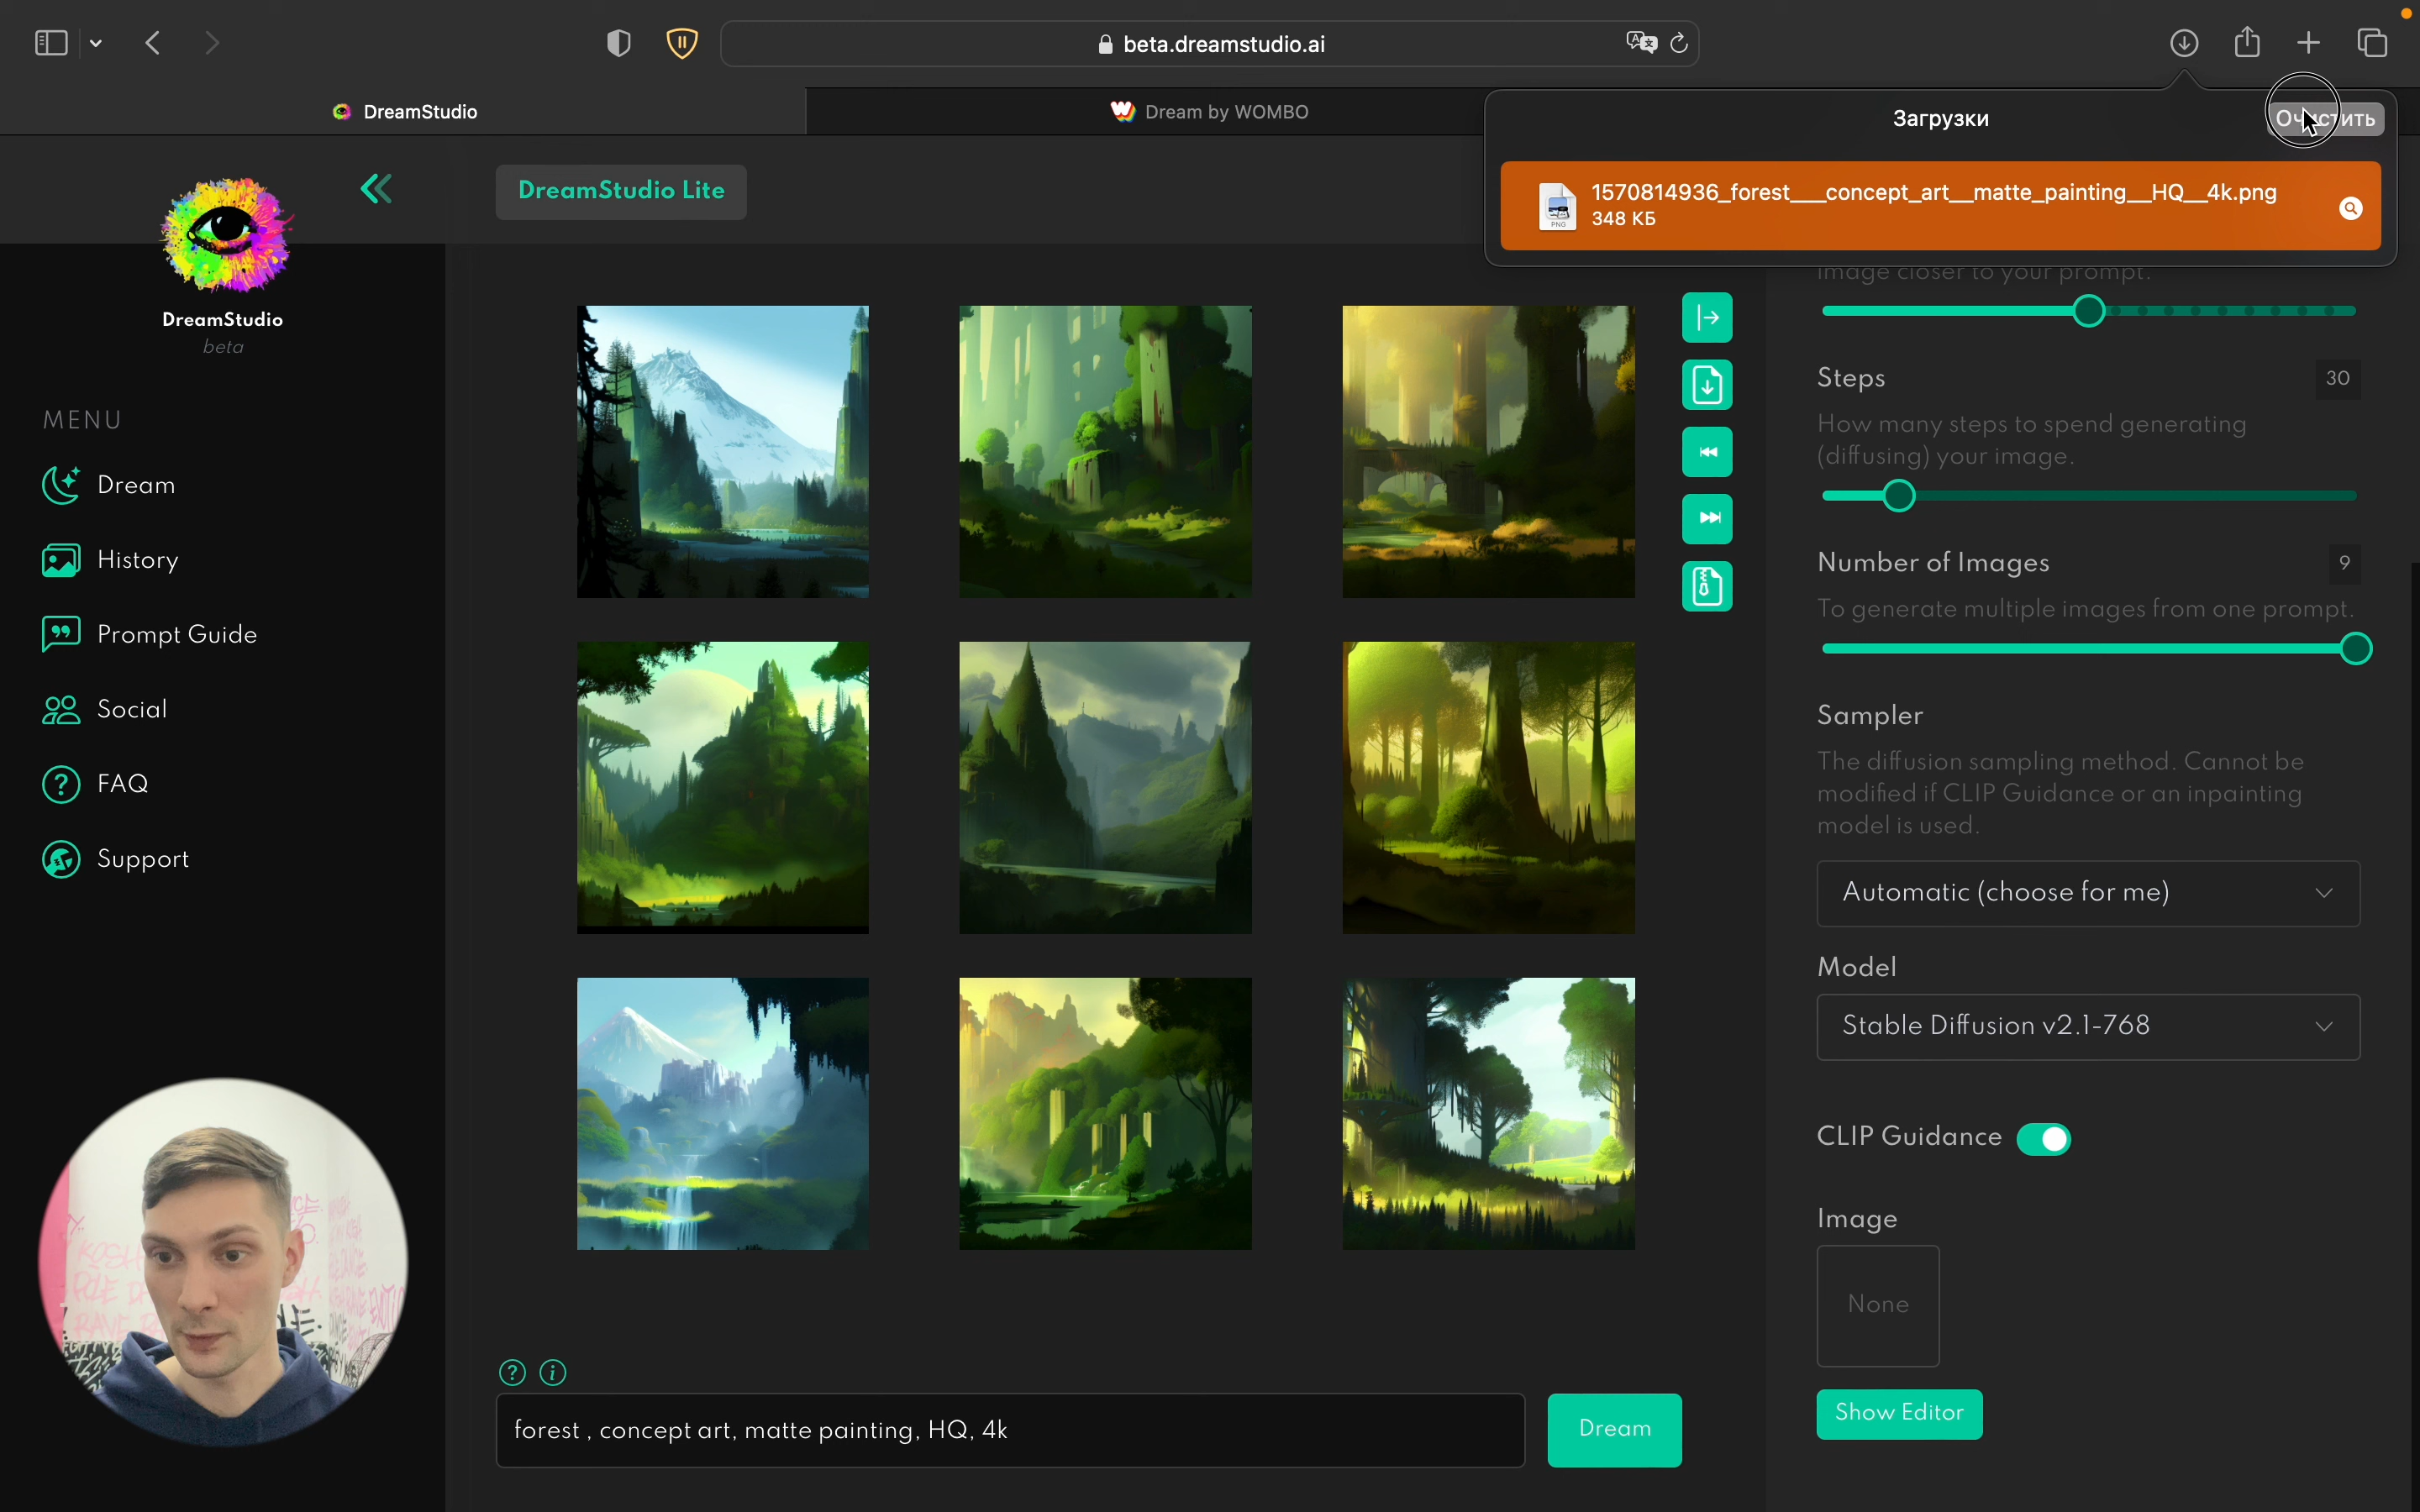 beta.dreamstudio.ai
DreamStudio
Dream by WOMBO
Загрузки
Очистить
1570814936_forest___concept_art__matte_painting__HQ__4k.png
348 КБ
PNG
DreamStudio
beta
DreamStudio Lite
MENU
Dream
History
Prompt Guide
Social
FAQ
Support
image closer to your prompt.
Steps
30
How many steps to spend generating
(diffusing) your image.
Number of Images
9
To generate multiple images from one prompt.
Sampler
The diffusion sampling method. Cannot be
modified if CLIP Guidance or an inpainting
model is used.
Automatic (choose for me)
Model
Stable Diffusion v2.1-768
CLIP Guidance
Image
None
Show Editor
forest , concept art, matte painting, HQ, 4k
Dream